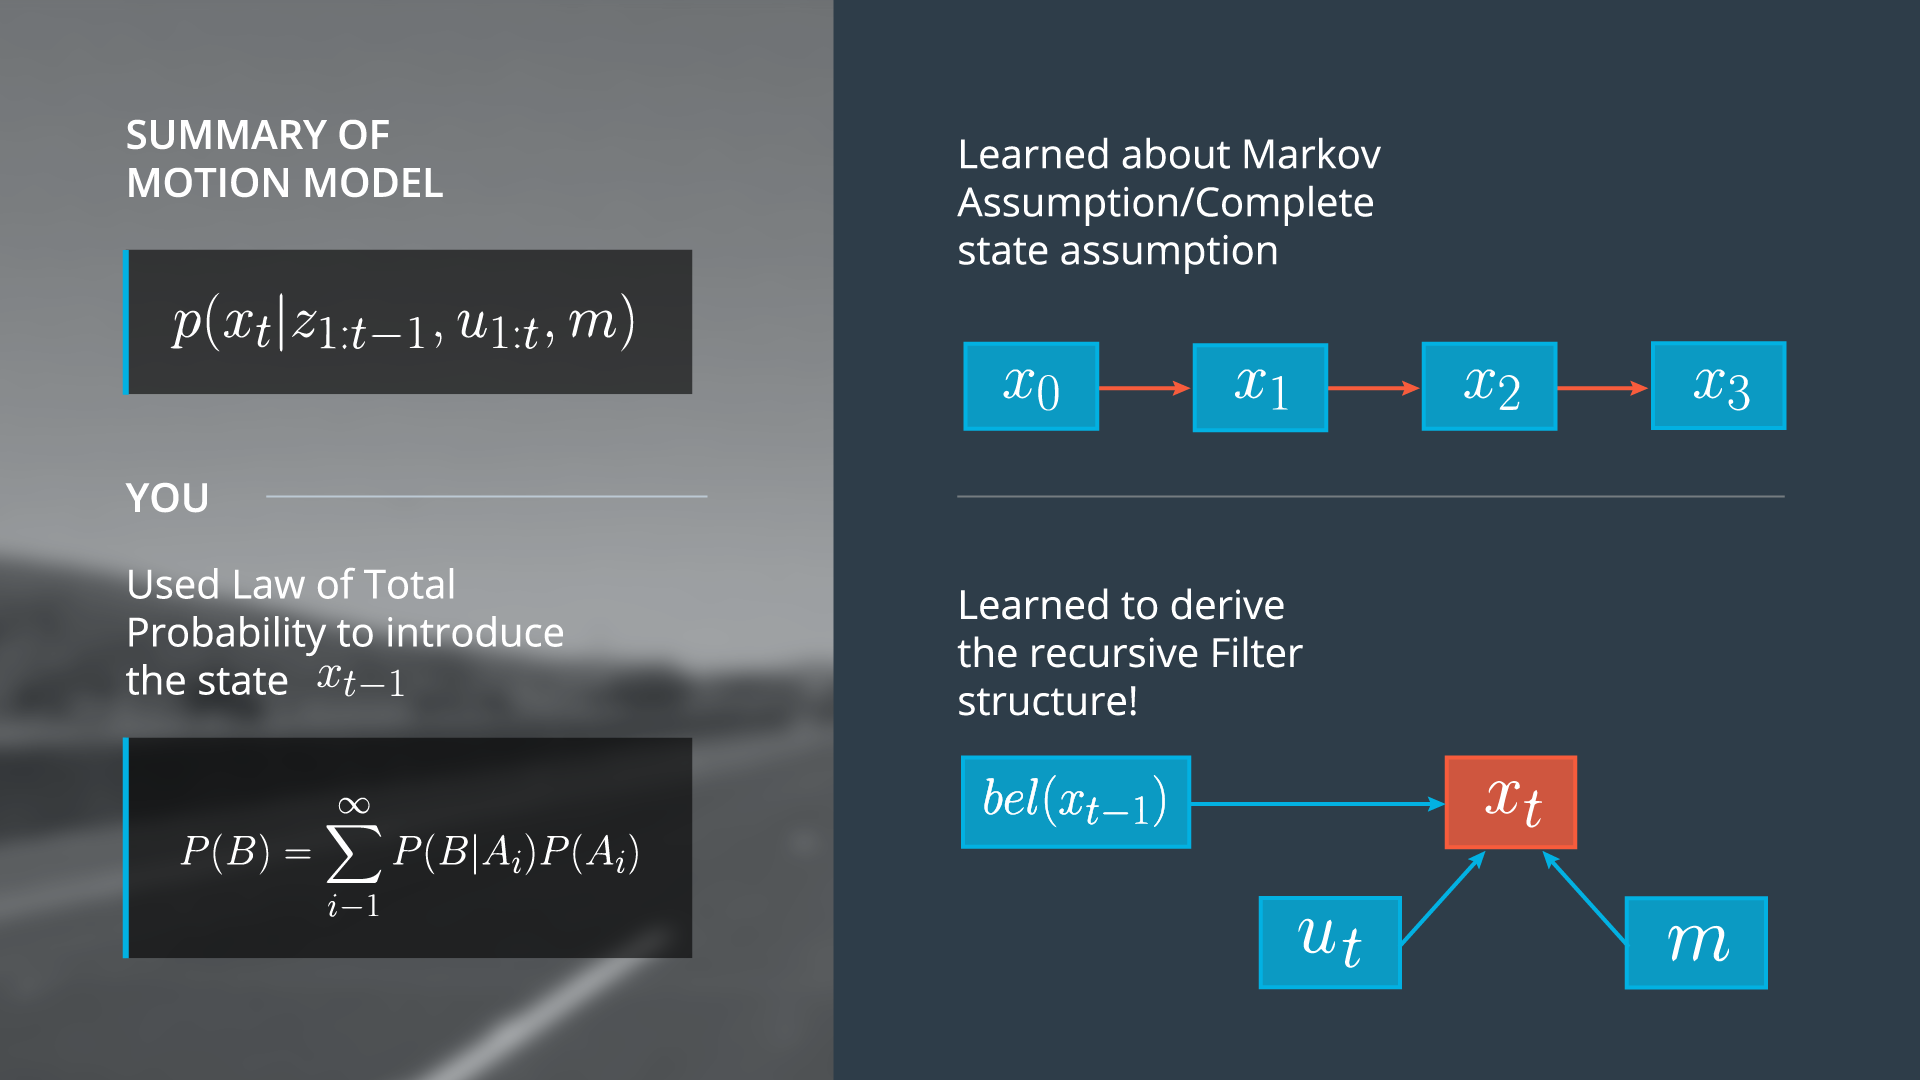 SUMMARY OF
MOTION MODEL
p(x_t|z_{1:t−1}, u_{1:t}, m)
YOU
Used Law of Total
Probability to introduce
the state x_{t−1}
∞
P(B) = ∑ P(B|A_i)P(A_i)
i−1
Learned about Markov
Assumption/Complete
state assumption
x_0 x_1 x_2 x_3
Learned to derive
the recursive Filter
structure!
bel(x_{t−1}) x_t
u_t m